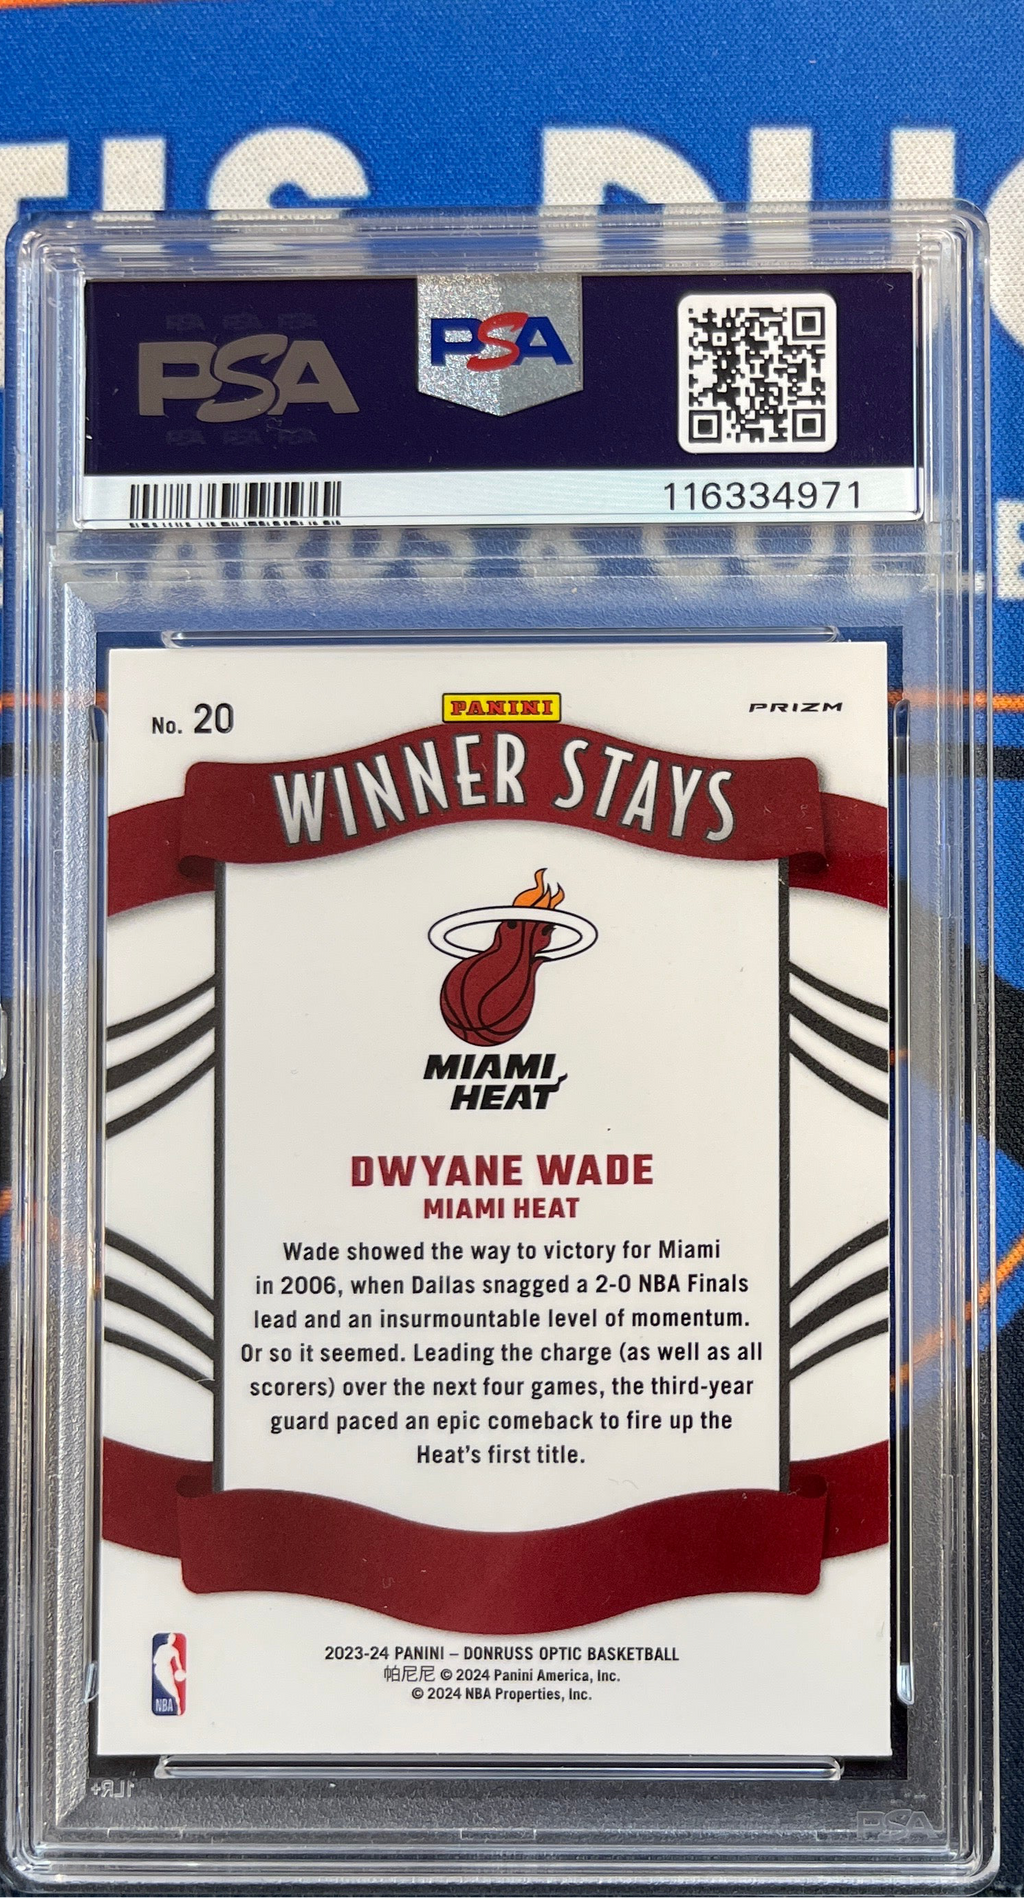 PSA
PSA
116334971
CARDS & COLLE
No. 20
PANINI
PRIZM
WINNER STAYS
MIAMI
HEAT
DWYANE WADE
MIAMI HEAT
Wade showed the way to victory for Miami
in 2006, when Dallas snagged a 2-0 NBA Finals
lead and an insurmountable level of momentum.
Or so it seemed. Leading the charge (as well as all
scorers) over the next four games, the third-year
guard paced an epic comeback to fire up the
Heat's first title.
NBA
2023-24 PANINI – DONRUSS OPTIC BASKETBALL
帕尼尼 © 2024 Panini America, Inc.
© 2024 NBA Properties, Inc.
PSA